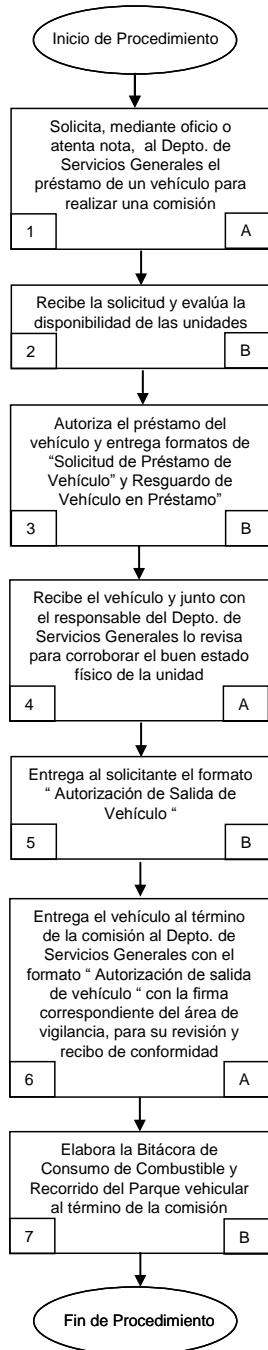 Inicio de Procedimiento
Solicita, mediante oficio o
atenta nota, al Depto. de
Servicios Generales el
préstamo de un vehículo para
realizar una comisión
1
A
Recibe la solicitud y evalúa la
disponibilidad de las unidades
2
B
Autoriza el préstamo del
vehículo y entrega formatos de
“Solicitud de Préstamo de
Vehículo” y Resguardo de
Vehículo en Préstamo”
3
B
Recibe el vehículo y junto con
el responsable del Depto. de
Servicios Generales lo revisa
para corroborar el buen estado
físico de la unidad
4
A
Entrega al solicitante el formato
“ Autorización de Salida de
Vehículo “
5
B
Entrega el vehículo al término
de la comisión al Depto. de
Servicios Generales con el
formato “ Autorización de salida
de vehículo “ con la firma
correspondiente del área de
vigilancia, para su revisión y
recibo de conformidad
6
A
Elabora la Bitácora de
Consumo de Combustible y
Recorrido del Parque vehicular
al término de la comisión
7
B
Fin de Procedimiento